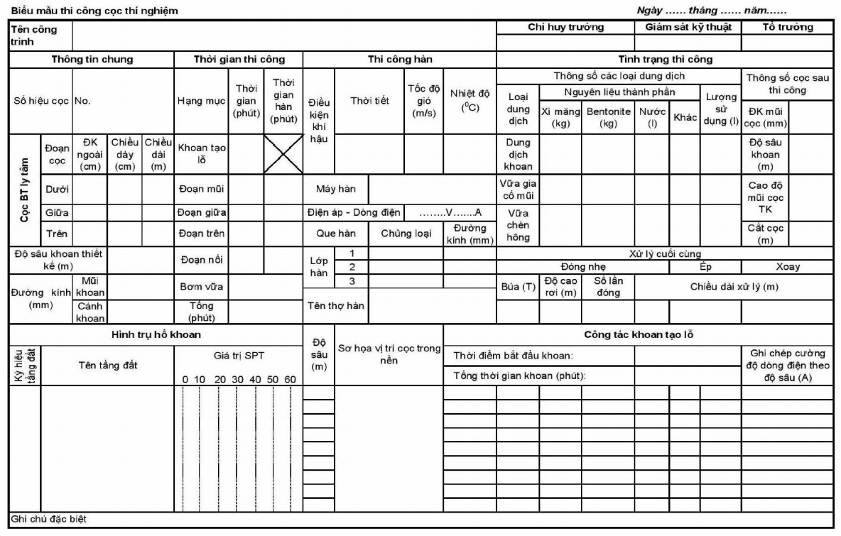 Biểu mẫu thi công cọc thí nghiệm
Ngày ...... tháng ...... năm......
Tên công trình
Chỉ huy trưởng
Giám sát kỹ thuật
Tổ trưởng
Thông tin chung
Thời gian thi công
Thi công hàn
Tình trạng thi công
Số hiệu cọc
No.
Hạng mục
Thời gian (phút)
Thời gian hàn (phút)
Điều kiện khí hậu
Thời tiết
Tốc độ gió (m/s)
Nhiệt độ (⁰C)
Loại dung dịch
Thông số các loại dung dịch
Nguyên liệu thành phần
Xi măng (kg)
Bentonite (kg)
Nước (l)
Khác
Lượng sử dụng (l)
Thông số cọc sau thi công
ĐK mũi cọc (mm)
Cọc BT ly tâm
Đoạn cọc
ĐK ngoài (cm)
Chiều dày (cm)
Chiều dài (m)
Khoan tạo lỗ
Dung dịch khoan
Độ sâu khoan (m)
Dưới
Đoạn mũi
Máy hàn
Vữa gia cố mũi
Cao độ mũi cọc TK
Giữa
Đoạn giữa
Điện áp - Dòng điện
........V.......A
Vữa chèn hông
Trên
Đoạn trên
Que hàn
Chủng loại
Đường kính (mm)
Cắt cọc (m)
Độ sâu khoan thiết kế (m)
Đoạn nối
Lớp hàn
1
2
3
Xử lý cuối cùng
Đóng nhẹ
Ép
Xoay
Đường kính (mm)
Mũi khoan
Cánh khoan
Bơm vữa
Tổng (phút)
Tên thợ hàn
Búa (T)
Độ cao rơi (m)
Số lần đóng
Chiều dài xử lý (m)
Hình trụ hố khoan
Độ sâu (m)
Sơ họa vị trí cọc trong nền
Công tác khoan tạo lỗ
Ký hiệu tầng đất
Tên tầng đất
Giá trị SPT
0 10 20 30 40 50 60
Thời điểm bắt đầu khoan:
Tổng thời gian khoan (phút):
Ghi chép cường độ dòng điện theo độ sâu (A)
Ghi chú đặc biệt